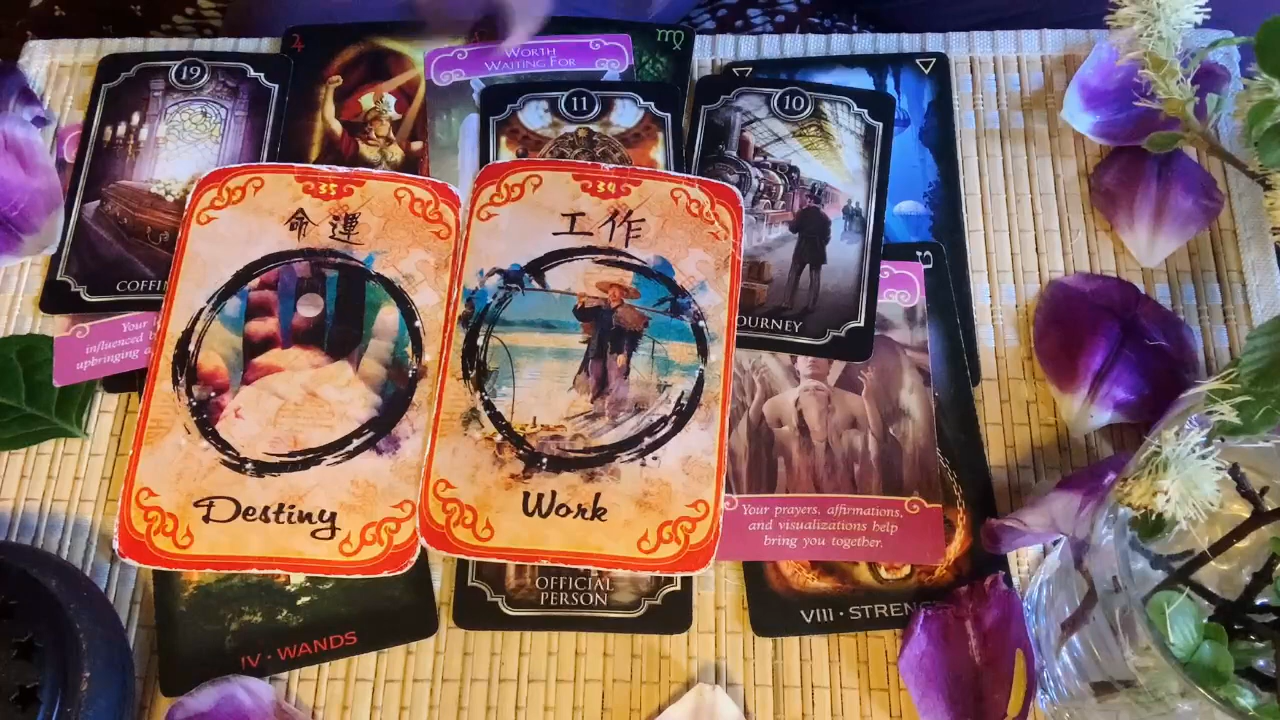 19
WORTH
WAITING FOR
11
10
35
命運
Destiny
34
工作
Work
COFFI
OURNEY
Your
influenced
upbringing
Your prayers, affirmations,
and visualizations help
bring you together.
IV · WANDS
OFFICIAL
PERSON
VIII · STREN